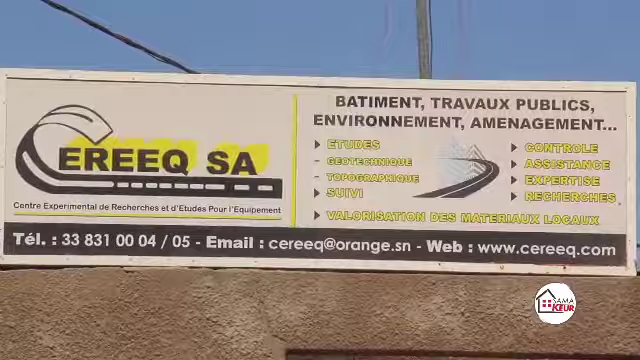 CEREEQ SA
Centre Experimental de Recherches et d'Etudes Pour l'Equipement
BATIMENT, TRAVAUX PUBLICS,
ENVIRONNEMENT, AMENAGEMENT...
ETUDES
- GEOTECHNIQUE
- TOPOGRAPHIQUE
SUIVI
CONTROLE
ASSISTANCE
EXPERTISE
RECHERCHES
VALORISATION DES MATERIAUX LOCAUX
Tél. : 33 831 00 04 / 05 - Email : cereeq@orange.sn - Web : www.cereeq.com
SAMA
KEUR